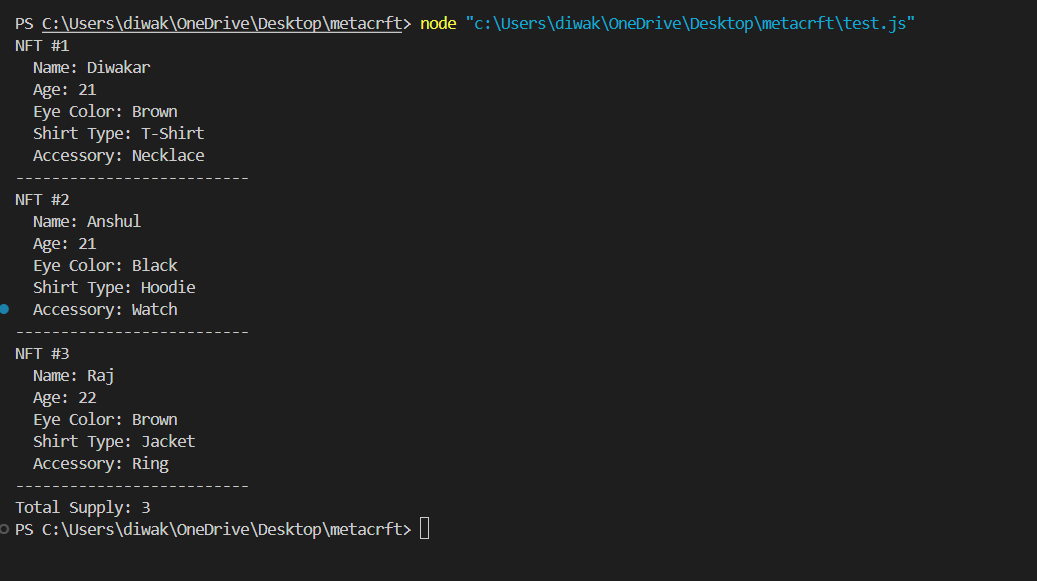 PS C:\Users\diwak\OneDrive\Desktop\metacrft> node "c:\Users\diwak\OneDrive\Desktop\metacrft\test.js"
NFT #1
  Name: Diwakar
  Age: 21
  Eye Color: Brown
  Shirt Type: T-Shirt
  Accessory: Necklace
--------------------------
NFT #2
  Name: Anshul
  Age: 21
  Eye Color: Black
  Shirt Type: Hoodie
  Accessory: Watch
--------------------------
NFT #3
  Name: Raj
  Age: 22
  Eye Color: Brown
  Shirt Type: Jacket
  Accessory: Ring
--------------------------
Total Supply: 3
PS C:\Users\diwak\OneDrive\Desktop\metacrft>